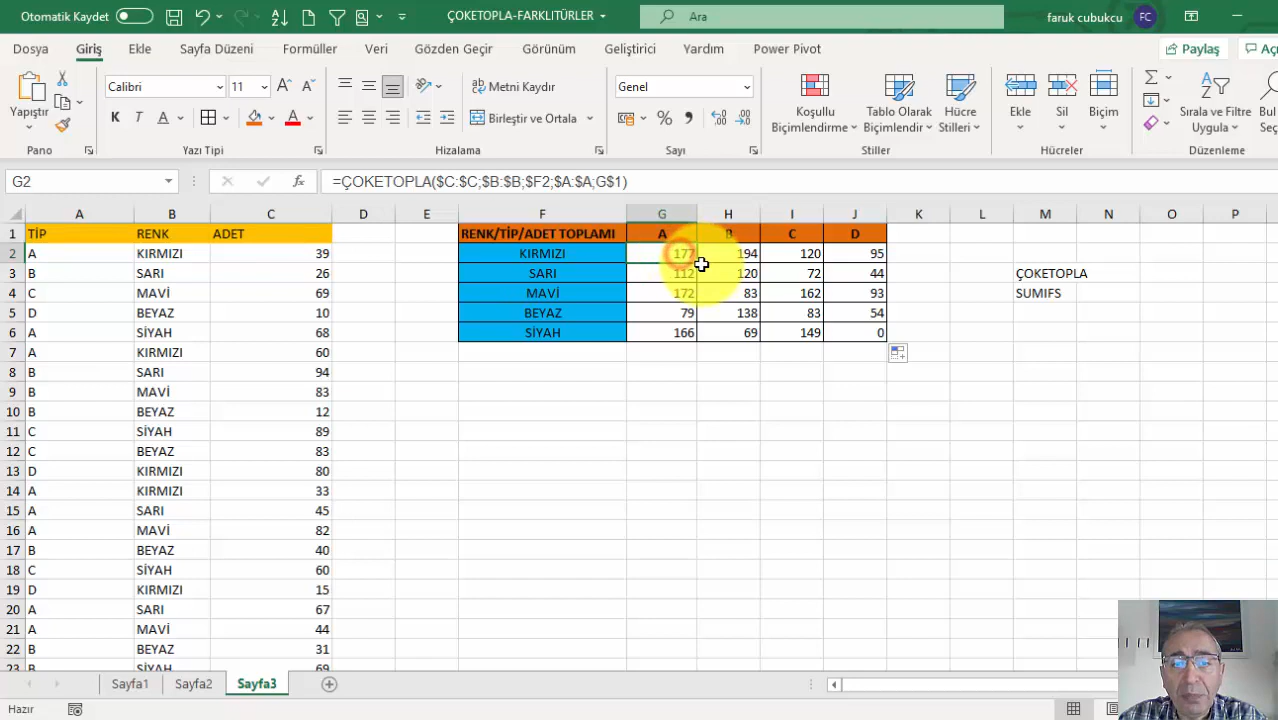 Otomatik Kaydet ÇOKETOPLA-FARKLITÜRLER Ara faruk cubukcu FC
Dosya Giriş Ekle Sayfa Düzeni Formüller Veri Gözden Geçir Görünüm Geliştirici Yardım Power Pivot Paylaş
Yapıştır Calibri 11 Metni Kaydır Genel Koşullu Biçimlendirme Tablo Olarak Biçimlendir Hücre Stilleri Ekle Sil Biçim Sırala ve Filtre Uygula
K T A Birleştir ve Ortala
Pano Yazı Tipi Hizalama Sayı Stiller Hücreler Düzenleme
G2 fx =ÇOKETOPLA($C:$C;$B:$B;$F2;$A:$A;G$1)
A B C D E F G H I J K L M N O P
1 TİP RENK ADET RENK/TİP/ADET TOPLAMI A B C D
2 A KIRMIZI 39 KIRMIZI 177 194 120 95
3 B SARI 26 SARI 112 120 72 44 ÇOKETOPLA
4 C MAVİ 69 MAVİ 172 83 162 93 SUMIFS
5 D BEYAZ 10 BEYAZ 79 138 83 54
6 A SİYAH 68 SİYAH 166 69 149 0
7 A KIRMIZI 60
8 B SARI 94
9 B MAVİ 83
10 B BEYAZ 12
11 C SİYAH 89
12 C BEYAZ 83
13 D KIRMIZI 80
14 A KIRMIZI 33
15 A SARI 45
16 A MAVİ 82
17 B BEYAZ 40
18 C SİYAH 60
19 D KIRMIZI 15
20 A SARI 67
21 A MAVİ 44
22 B BEYAZ 31
23 B SİYAH 69
Sayfa1 Sayfa2 Sayfa3
Hazır